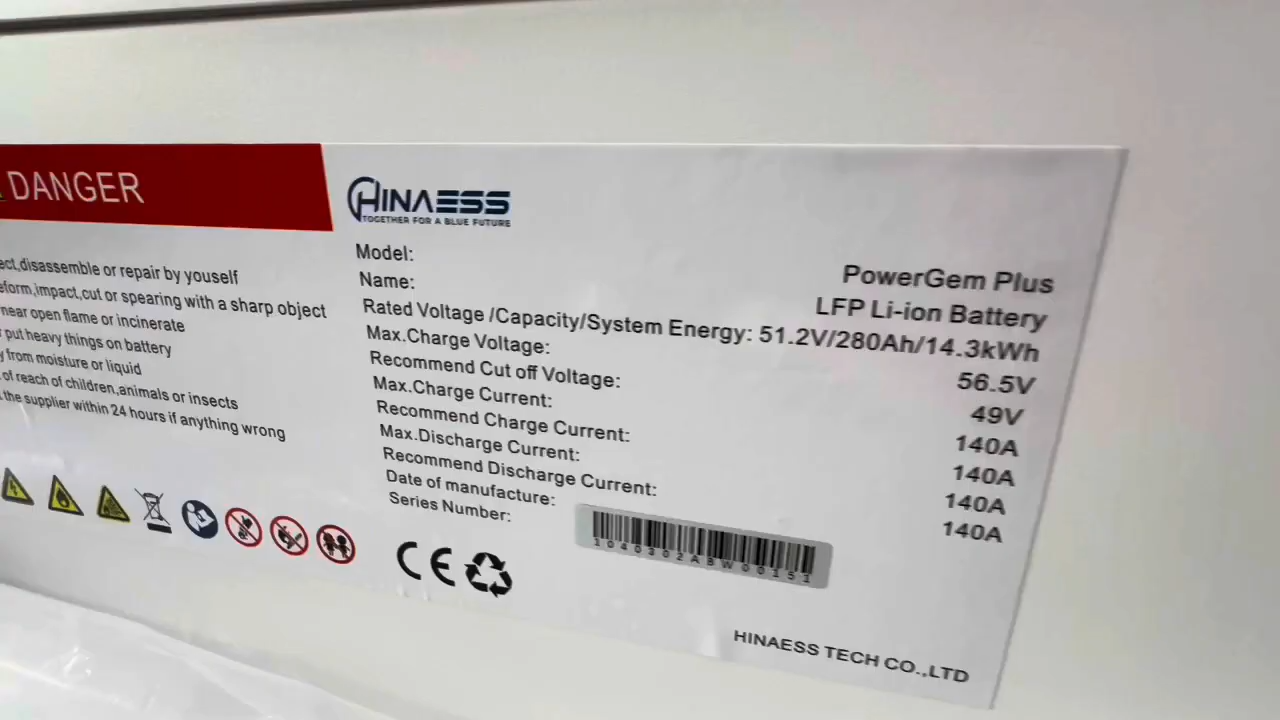 DANGER
ect,disassemble or repair by youself
eform,impact,cut or spearing with a sharp object
near open flame or incinerate
put heavy things on battery
from moisture or liquid
of reach of children,animals or insects
the supplier within 24 hours if anything wrong
HINAESS
TOGETHER FOR A BLUE FUTURE
Model: PowerGem Plus
Name: LFP Li-ion Battery
Rated Voltage /Capacity/System Energy: 51.2V/280Ah/14.3kWh
Max.Charge Voltage: 56.5V
Recommend Cut off Voltage: 49V
Max.Charge Current: 140A
Recommend Charge Current: 140A
Max.Discharge Current: 140A
Recommend Discharge Current: 140A
Date of manufacture:
Series Number:
1040302ABW00151
CE
HINAESS TECH CO.,LTD